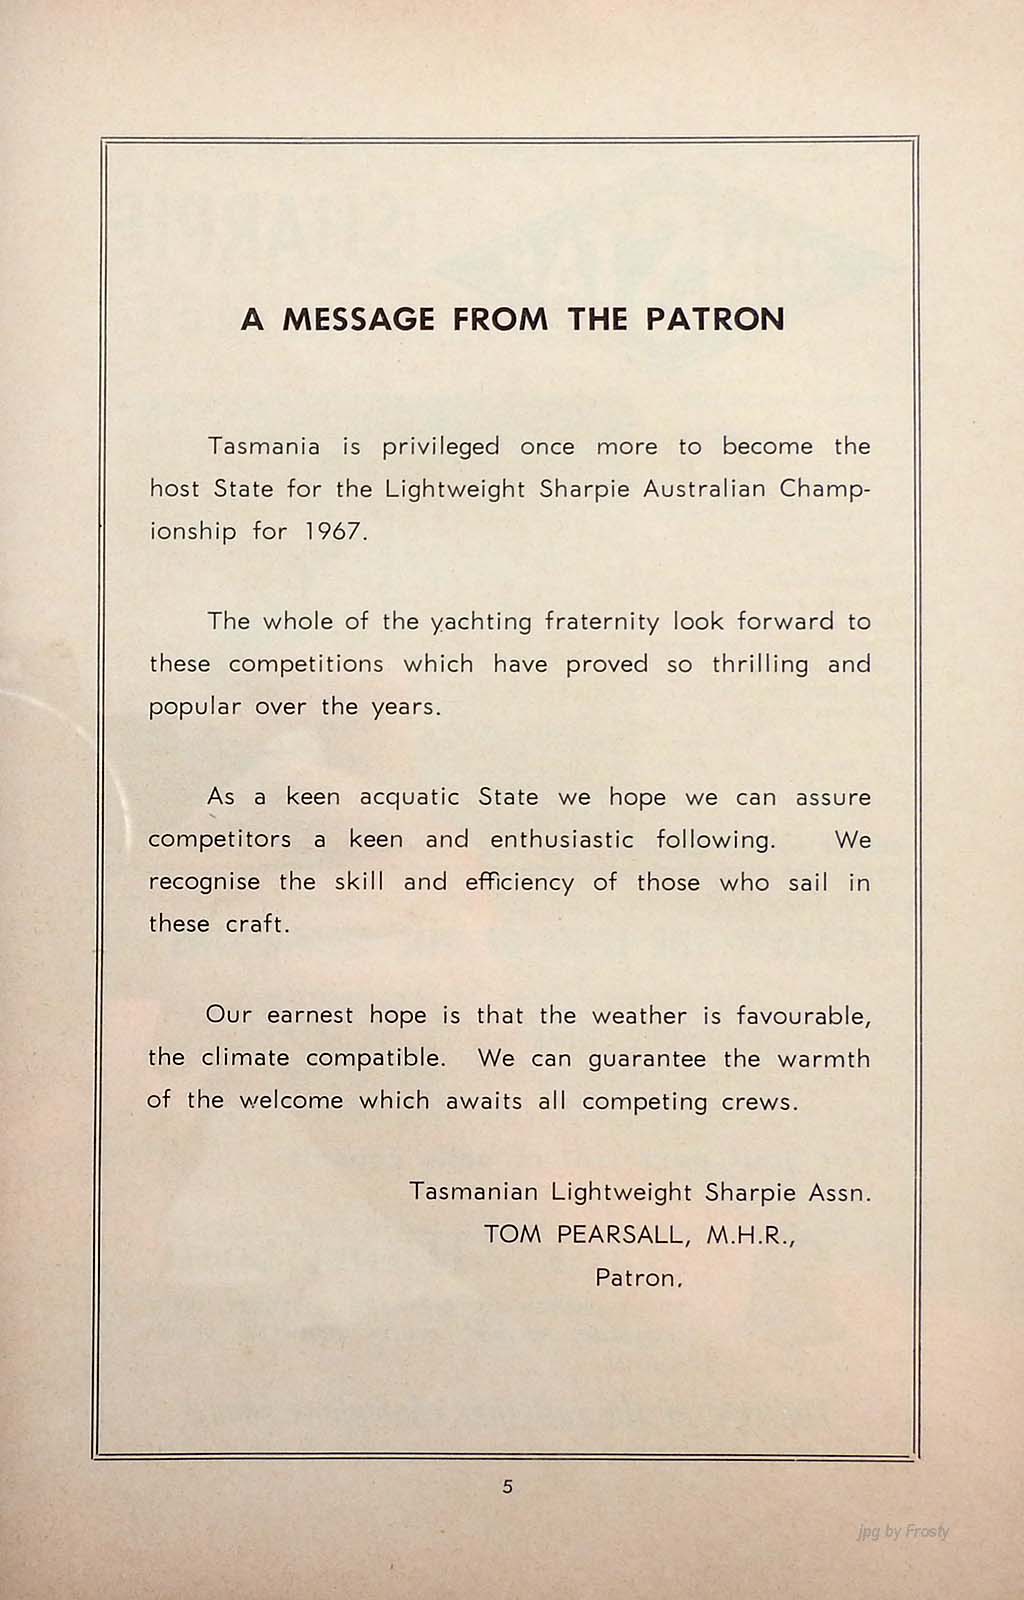 A MESSAGE FROM THE PATRON
Tasmania is privileged once more to become the
host State for the Lightweight Sharpie Australian Champ-
ionship for 1967.
The whole of the yachting fraternity look forward to
these competitions which have proved so thrilling and
popular over the years.
As a keen acquatic State we hope we can assure
competitors a keen and enthusiastic following. We
recognise the skill and efficiency of those who sail in
these craft.
Our earnest hope is that the weather is favourable,
the climate compatible. We can guarantee the warmth
of the welcome which awaits all competing crews.
Tasmanian Lightweight Sharpie Assn.
TOM PEARSALL, M.H.R.,
Patron.
5
jpg by Frosty